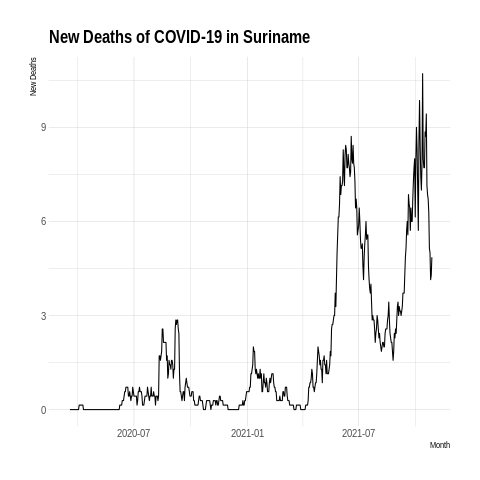 New Deaths of COVID-19 in Suriname
New Deaths
9
6
3
0
2020-07
2021-01
2021-07
Month